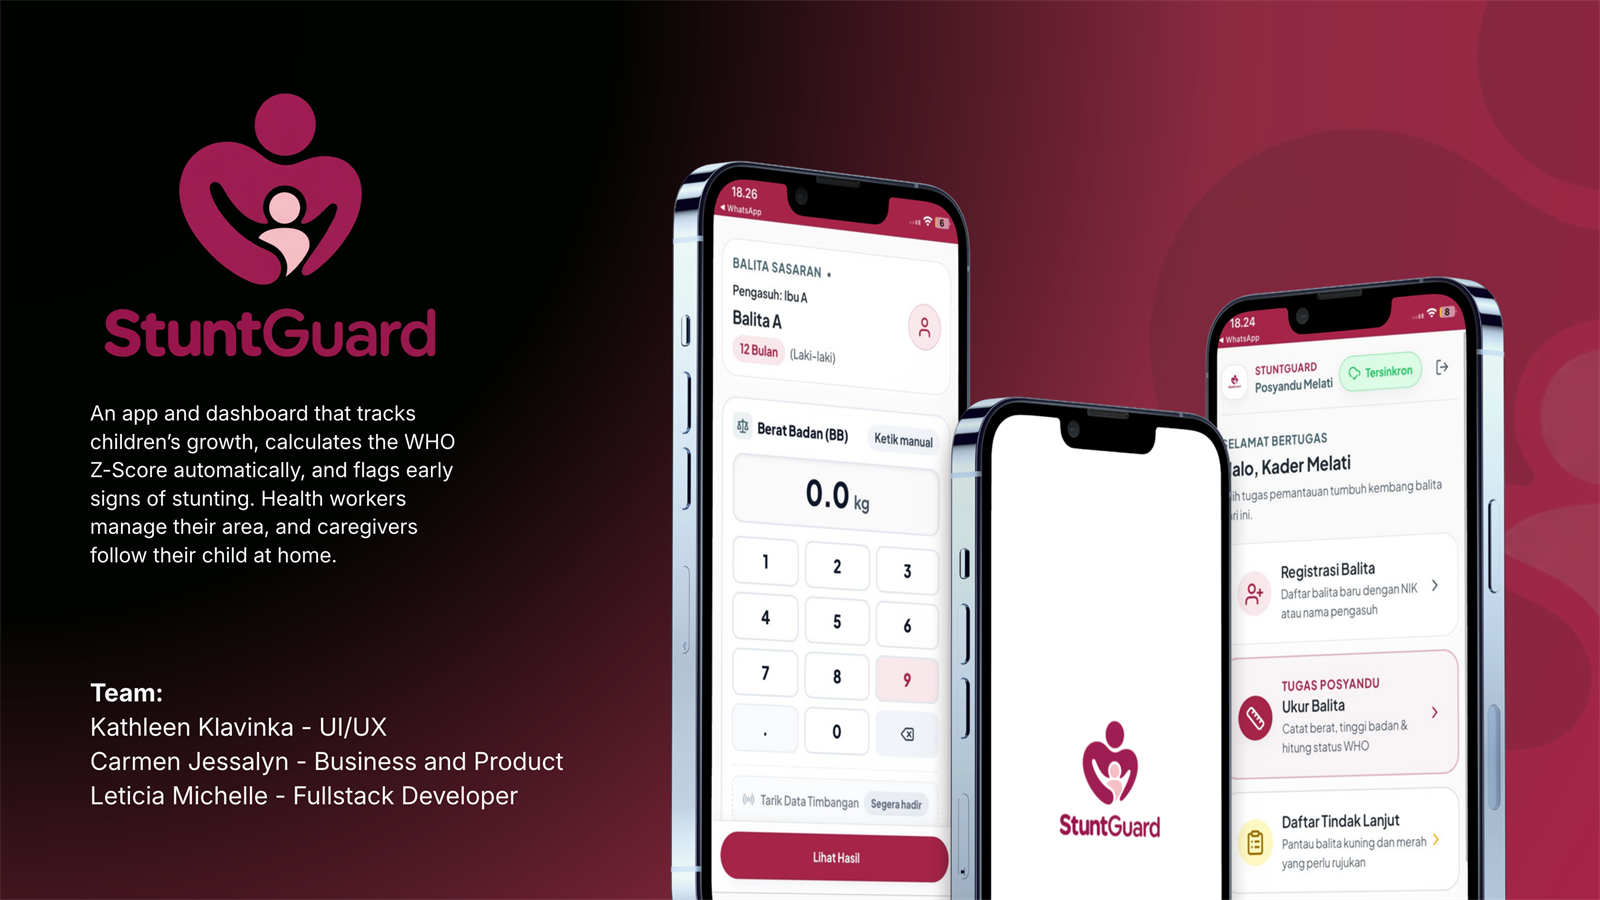 StuntGuard
An app and dashboard that tracks
children’s growth, calculates the WHO
Z-Score automatically, and flags early
signs of stunting. Health workers
manage their area, and caregivers
follow their child at home.
Team:
Kathleen Klavinka - UI/UX
Carmen Jessalyn - Business and Product
Leticia Michelle - Fullstack Developer
18.26
WhatsApp
6
BALITA SASARAN •
Pengasuh: Ibu A
Balita A
12 Bulan (Laki-laki)
Berat Badan (BB) Ketik manual
0.0 kg
1 2 3
4 5 6
7 8 9
. 0
Tarik Data Timbangan Segera hadir
Lihat Hasil
StuntGuard
18.24
WhatsApp
8
STUNTGUARD
Posyandu Melati
Tersinkron
ELAMAT BERTUGAS
alo, Kader Melati
ih tugas pemantauan tumbuh kembang balita
ri ini.
Registrasi Balita
Daftar balita baru dengan NIK
atau nama pengasuh
TUGAS POSYANDU
Ukur Balita
Catat berat, tinggi badan &
hitung status WHO
Daftar Tindak Lanjut
Pantau balita kuning dan merah
yang perlu rujukan